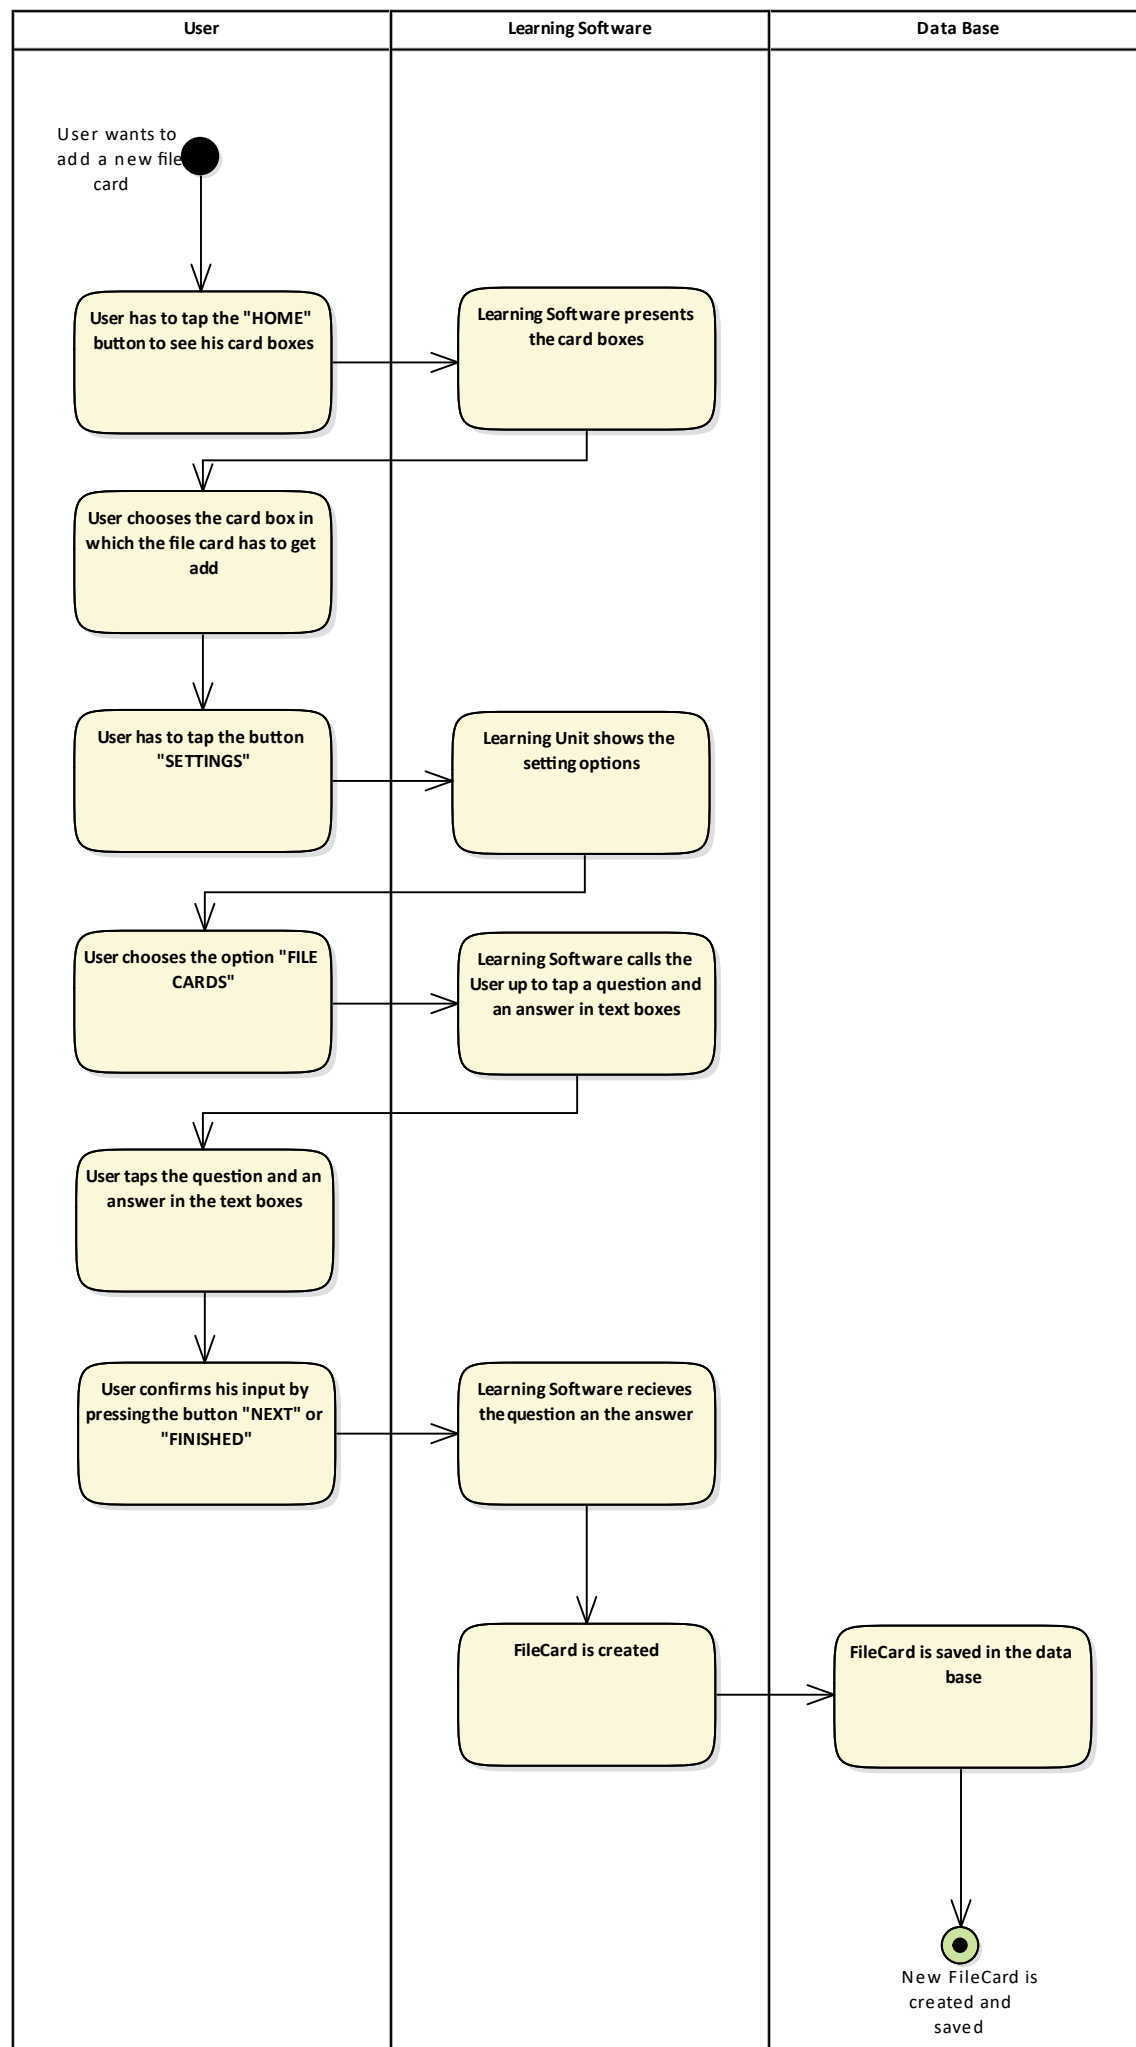 User
Learning Software
Data Base
User wants to
add a new file
card
User has to tap the "HOME"
button to see his card boxes
Learning Software presents
the card boxes
User chooses the card box in
which the file card has to get
add
User has to tap the button
"SETTINGS"
Learning Unit shows the
setting options
User chooses the option "FILE
CARDS"
Learning Software calls the
User up to tap a question and
an answer in text boxes
User taps the question and an
answer in the text boxes
User confirms his input by
pressing the button "NEXT" or
"FINISHED"
Learning Software recieves
the question an the answer
FileCard is created
FileCard is saved in the data
base
New FileCard is
created and
saved